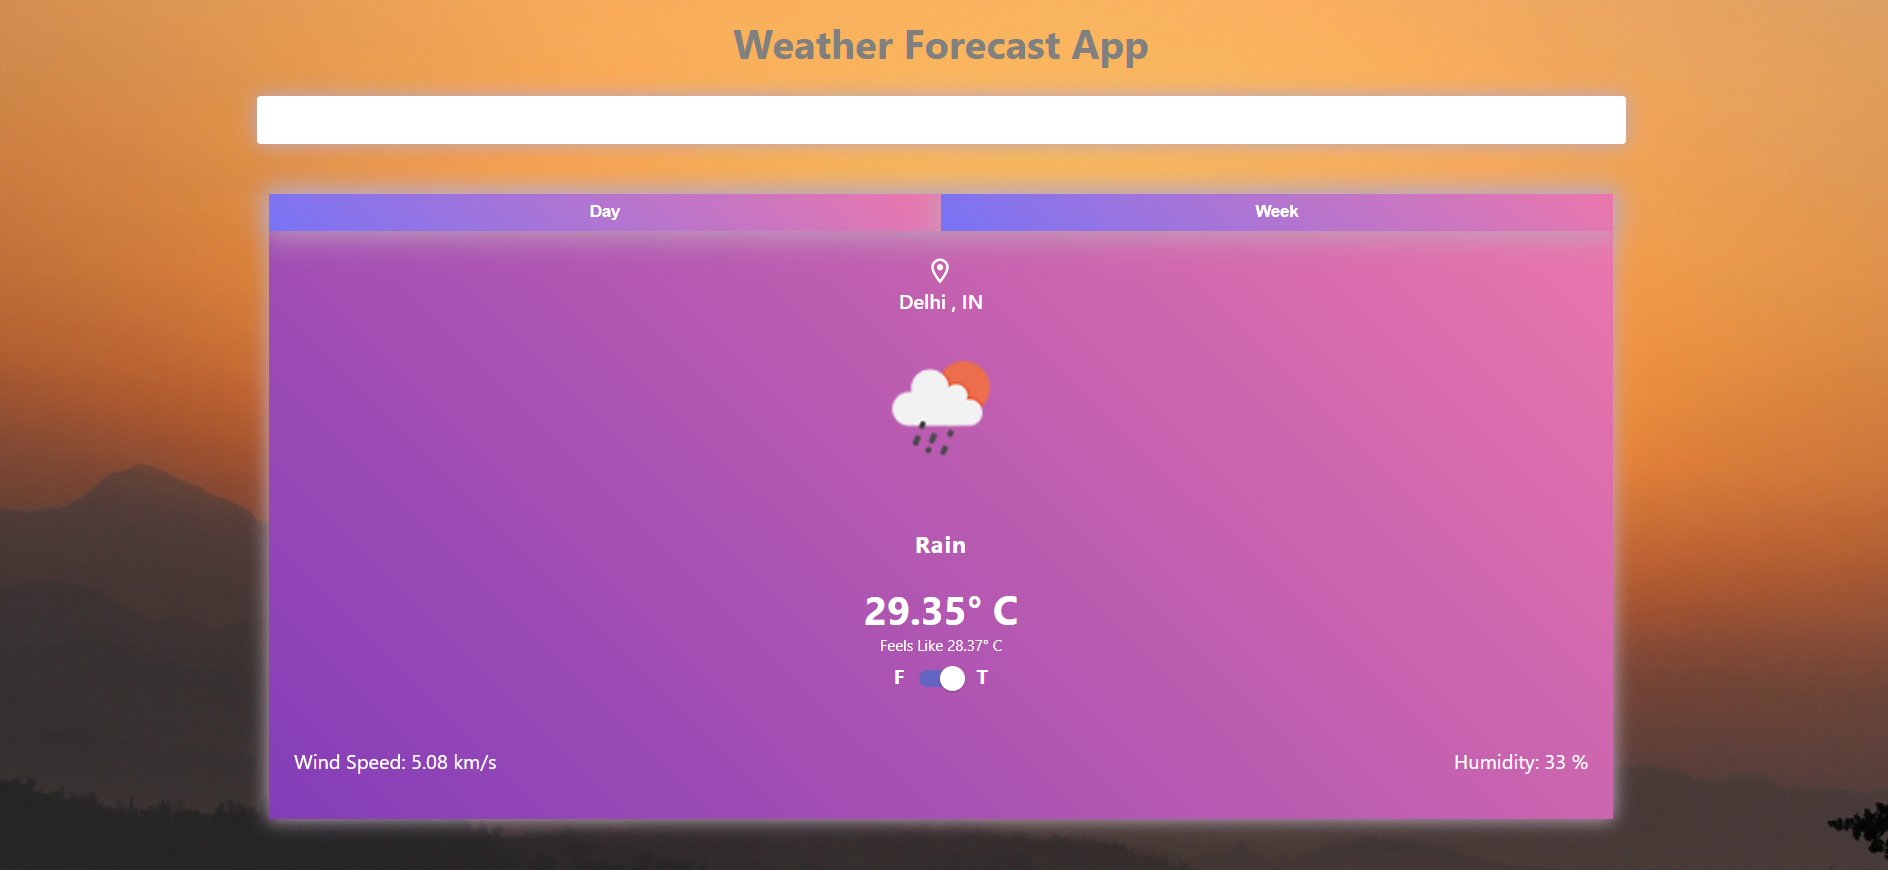 Weather Forecast App
Day
Week
Delhi , IN
Rain
29.35° C
Feels Like 28.37° C
F T
Wind Speed: 5.08 km/s
Humidity: 33 %